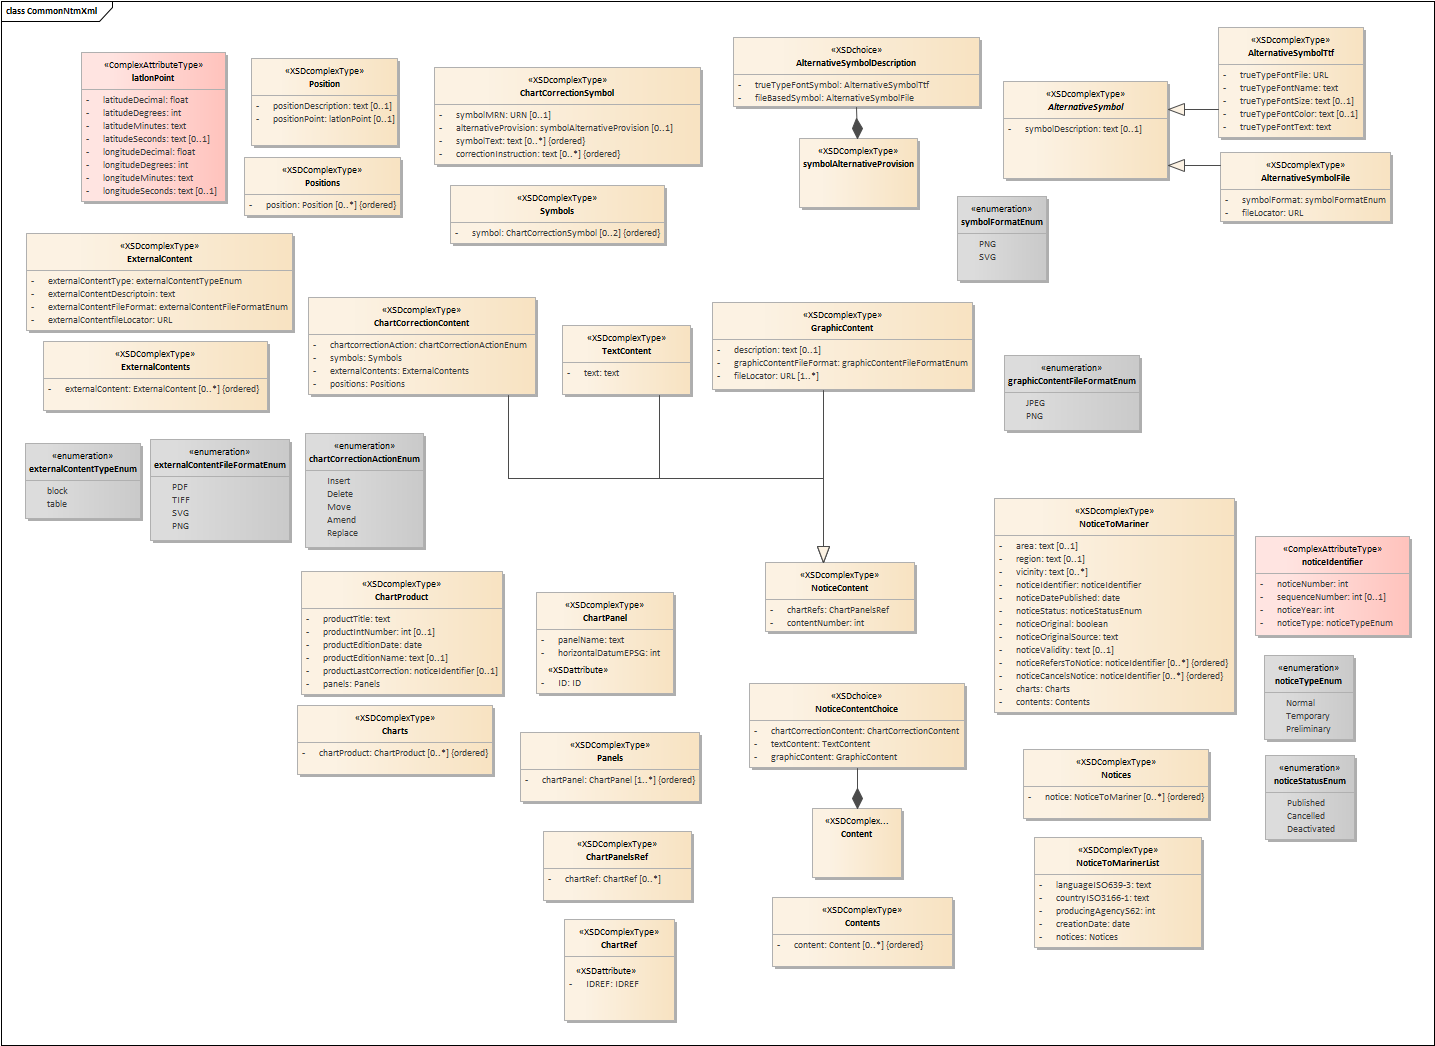 class CommonNtmXml
«ComplexAttributeType»
latlonPoint
- latitudeDecimal: float
- latitudeDegrees: int
- latitudeMinutes: text
- latitudeSeconds: text [0..1]
- longitudeDecimal: float
- longitudeDegrees: int
- longitudeMinutes: text
- longitudeSeconds: text [0..1]
«XSDcomplexType»
Position
- positionDescription: text [0..1]
- positionPoint: latlonPoint [0..1]
«XSDcomplexType»
Positions
- position: Position [0..*] {ordered}
«XSDcomplexType»
ChartCorrectionSymbol
- symbolMRN: URN [0..1]
- alternativeProvision: symbolAlternativeProvision [0..1]
- symbolText: text [0..*] {ordered}
- correctionInstruction: text [0..*] {ordered}
«XSDcomplexType»
Symbols
- symbol: ChartCorrectionSymbol [0..2] {ordered}
«XSDchoice»
AlternativeSymbolDescription
- trueTypeFontSymbol: AlternativeSymbolTtf
- fileBasedSymbol: AlternativeSymbolFile
«XSDcomplexType»
symbolAlternativeProvision
«XSDcomplexType»
AlternativeSymbol
- symbolDescription: text [0..1]
«XSDcomplexType»
AlternativeSymbolTtf
- trueTypeFontFile: URL
- trueTypeFontName: text
- trueTypeFontSize: text [0..1]
- trueTypeFontColor: text [0..1]
- trueTypeFontText: text
«XSDcomplexType»
AlternativeSymbolFile
- symbolFormat: symbolFormatEnum
- fileLocator: URL
«enumeration»
symbolFormatEnum
PNG
SVG
«XSDcomplexType»
ExternalContent
- externalContentType: externalContentTypeEnum
- externalContentDescriptoin: text
- externalContentFileFormat: externalContentFileFormatEnum
- externalContentfileLocator: URL
«XSDcomplexType»
ExternalContents
- externalContent: ExternalContent [0..*] {ordered}
«XSDcomplexType»
ChartCorrectionContent
- chartcorrectionAction: chartCorrectionActionEnum
- symbols: Symbols
- externalContents: ExternalContents
- positions: Positions
«XSDcomplexType»
TextContent
- text: text
«XSDcomplexType»
GraphicContent
- description: text [0..1]
- graphicContentFileFormat: graphicContentFileFormatEnum
- fileLocator: URL [1..*]
«enumeration»
graphicContentFileFormatEnum
JPEG
PNG
«enumeration»
externalContentTypeEnum
block
table
«enumeration»
externalContentFileFormatEnum
PDF
TIFF
SVG
PNG
«enumeration»
chartCorrectionActionEnum
Insert
Delete
Move
Amend
Replace
«XSDcomplexType»
NoticeToMariner
- area: text [0..1]
- region: text [0..1]
- vicinity: text [0..*]
- noticeIdentifier: noticeIdentifier
- noticeDatePublished: date
- noticeStatus: noticeStatusEnum
- noticeOriginal: boolean
- noticeOriginalSource: text
- noticeValidity: text [0..1]
- noticeRefersToNotice: noticeIdentifier [0..*] {ordered}
- noticeCancelsNotice: noticeIdentifier [0..*] {ordered}
- charts: Charts
- contents: Contents
«ComplexAttributeType»
noticeIdentifier
- noticeNumber: int
- sequenceNumber: int [0..1]
- noticeYear: int
- noticeType: noticeTypeEnum
«XSDcomplexType»
ChartProduct
- productTitle: text
- productIntNumber: int [0..1]
- productEditionDate: date
- productEditionName: text [0..1]
- productLastCorrection: noticeIdentifier [0..1]
- panels: Panels
«XSDcomplexType»
ChartPanel
- panelName: text
- horizontalDatumEPSG: int
«XSDattribute»
- ID: ID
«XSDcomplexType»
NoticeContent
- chartRefs: ChartPanelsRef
- contentNumber: int
«enumeration»
noticeTypeEnum
Normal
Temporary
Preliminary
«XSDComplexType»
Charts
- chartProduct: ChartProduct [0..*] {ordered}
«XSDComplexType»
Panels
- chartPanel: ChartPanel [1..*] {ordered}
«XSDchoice»
NoticeContentChoice
- chartCorrectionContent: ChartCorrectionContent
- textContent: TextContent
- graphicContent: GraphicContent
«XSDComplex...
Content
«XSDComplexType»
Notices
- notice: NoticeToMariner [0..*] {ordered}
«enumeration»
noticeStatusEnum
Published
Cancelled
Deactivated
«XSDComplexType»
ChartPanelsRef
- chartRef: ChartRef [0..*]
«XSDComplexType»
NoticeToMarinerList
- languageISO639-3: text
- countryISO3166-1: text
- producingAgencyS62: int
- creationDate: date
- notices: Notices
«XSDComplexType»
Contents
- content: Content [0..*] {ordered}
«XSDComplexType»
ChartRef
«XSDattribute»
- IDREF: IDREF